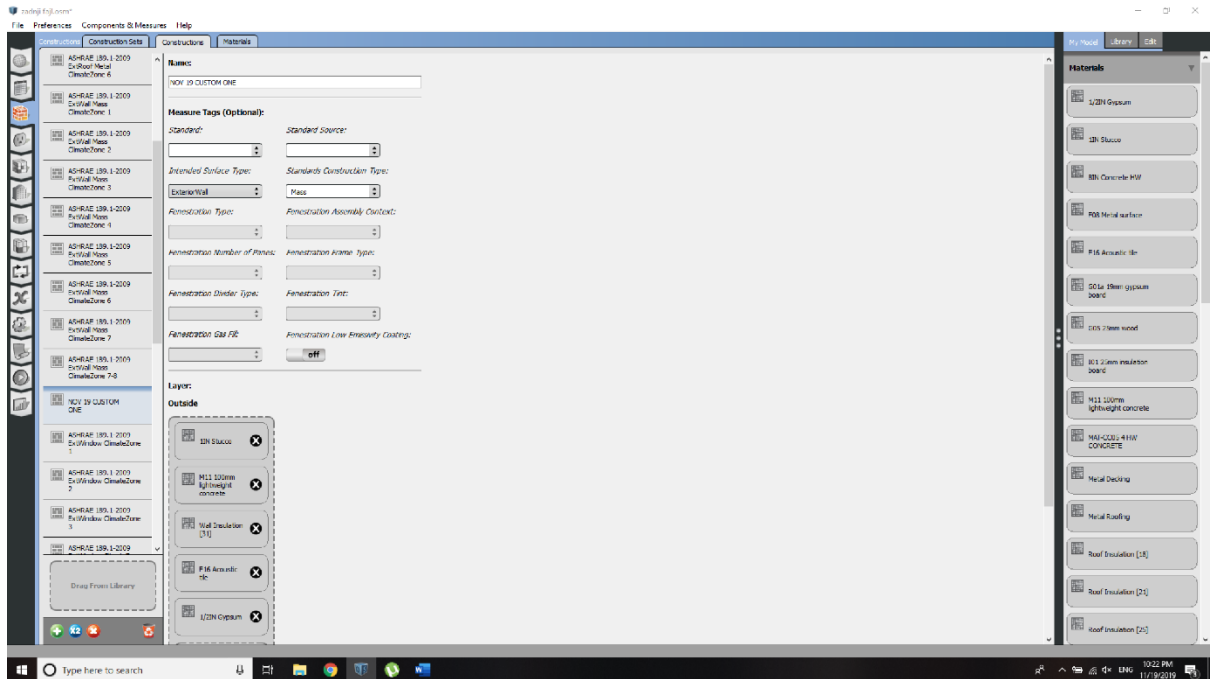 zadnji fajl.osm*
File Preferences Components & Measures Help
Constructions
Construction Sets
Constructions
Materials
My Model
Library
Edit
ASHRAE 189.1-2009
ExtRoof Metal
ClimateZone 6
ASHRAE 189.1-2009
ExtWall Mass
ClimateZone 1
ASHRAE 189.1-2009
ExtWall Mass
ClimateZone 2
ASHRAE 189.1-2009
ExtWall Mass
ClimateZone 3
ASHRAE 189.1-2009
ExtWall Mass
ClimateZone 4
ASHRAE 189.1-2009
ExtWall Mass
ClimateZone 5
ASHRAE 189.1-2009
ExtWall Mass
ClimateZone 6
ASHRAE 189.1-2009
ExtWall Mass
ClimateZone 7
ASHRAE 189.1-2009
ExtWall Mass
ClimateZone 7-8
NOV 19 CUSTOM
ONE
ASHRAE 189.1-2009
ExtWindow ClimateZone
1
ASHRAE 189.1-2009
ExtWindow ClimateZone
2
ASHRAE 189.1-2009
ExtWindow ClimateZone
3
ASHRAE 189.1-2009
Drag From Library
x2
Name:
NOV 19 CUSTOM ONE
Measure Tags (Optional):
Standard:
Standard Source:
Intended Surface Type:
Standards Construction Type:
ExteriorWall
Mass
Fenestration Type:
Fenestration Assembly Context:
Fenestration Number of Panes:
Fenestration Frame Type:
Fenestration Divider Type:
Fenestration Tint:
Fenestration Gas Fill:
Fenestration Low Emissivity Coating:
off
Layer:
Outside
1IN Stucco
M11 100mm
lightweight
concrete
Wall Insulation
[31]
F16 Acoustic
tile
1/2IN Gypsum
Materials
1/2IN Gypsum
1IN Stucco
8IN Concrete HW
F08 Metal surface
F16 Acoustic tile
G01a 19mm gypsum
board
G05 25mm wood
I01 25mm insulation
board
M11 100mm
lightweight concrete
MAT-CC05 4 HW
CONCRETE
Metal Decking
Metal Roofing
Roof Insulation [18]
Roof Insulation [21]
Roof Insulation [25]
Type here to search
ENG
10:22 PM
11/19/2019